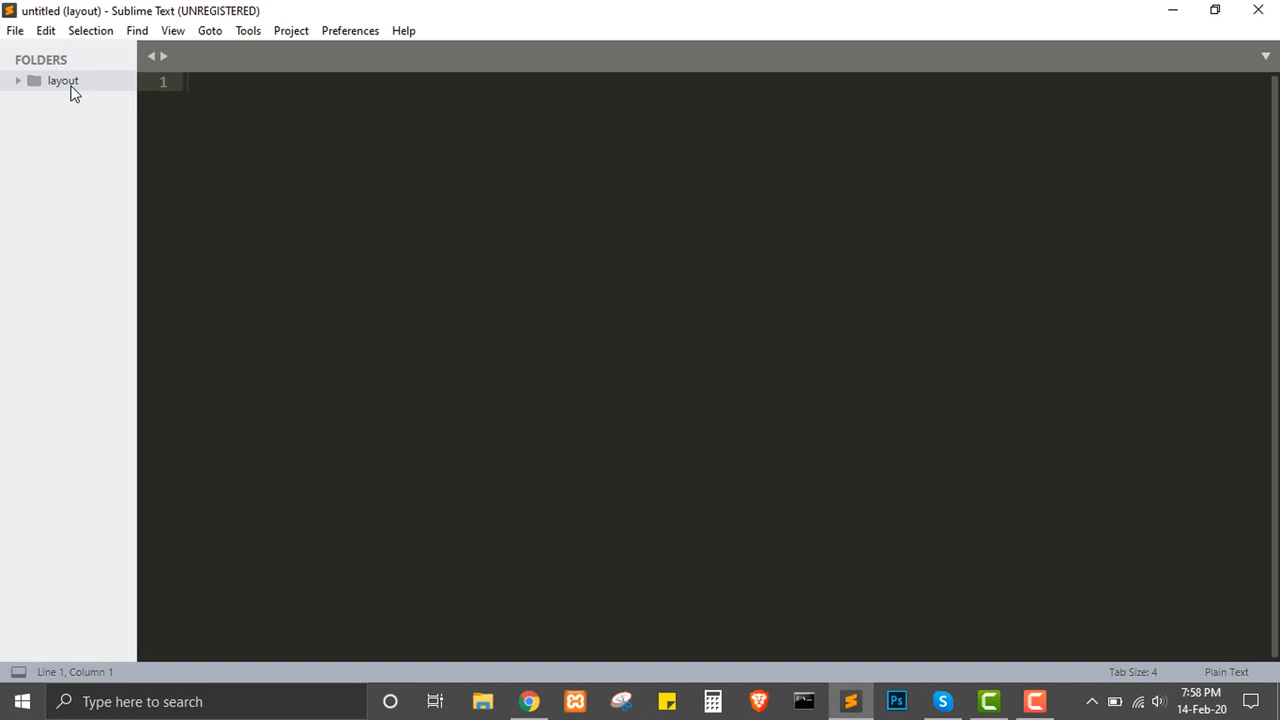 untitled (layout) - Sublime Text (UNREGISTERED)
File Edit Selection Find View Goto Tools Project Preferences Help
FOLDERS
layout
1
Line 1, Column 1
Tab Size: 4
Plain Text
Type here to search
Ps
7:58 PM
14-Feb-20